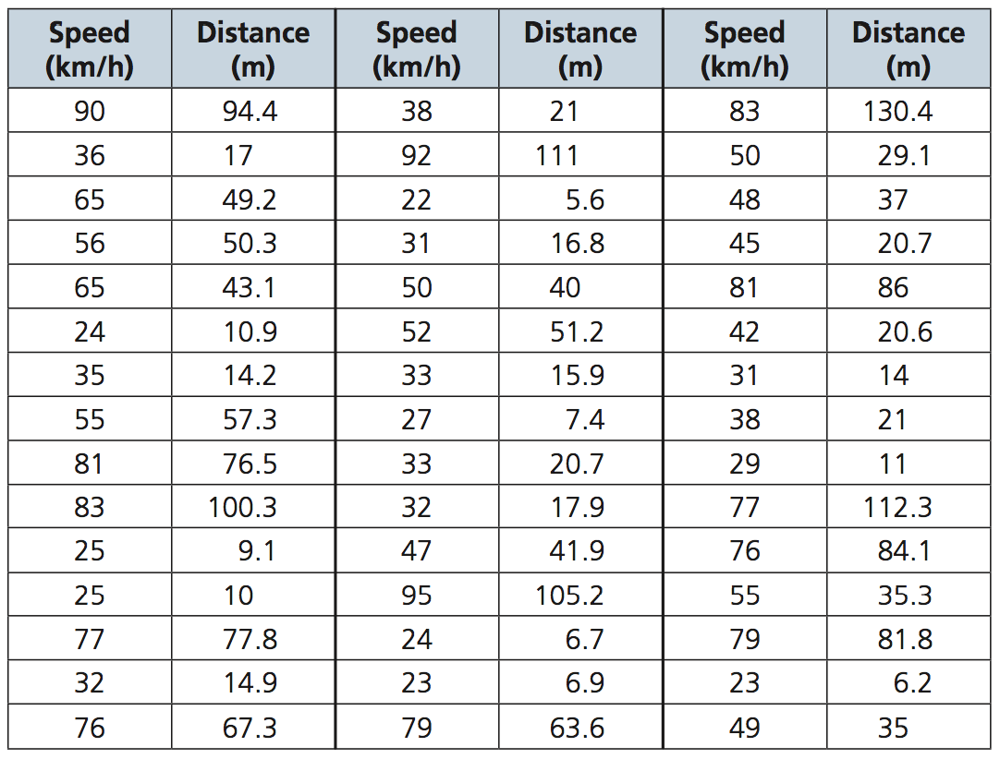 Speed (km/h) Distance (m) Speed (km/h) Distance (m) Speed (km/h) Distance (m)
90 94.4 38 21 83 130.4
36 17 92 111 50 29.1
65 49.2 22 5.6 48 37
56 50.3 31 16.8 45 20.7
65 43.1 50 40 81 86
24 10.9 52 51.2 42 20.6
35 14.2 33 15.9 31 14
55 57.3 27 7.4 38 21
81 76.5 33 20.7 29 11
83 100.3 32 17.9 77 112.3
25 9.1 47 41.9 76 84.1
25 10 95 105.2 55 35.3
77 77.8 24 6.7 79 81.8
32 14.9 23 6.9 23 6.2
76 67.3 79 63.6 49 35